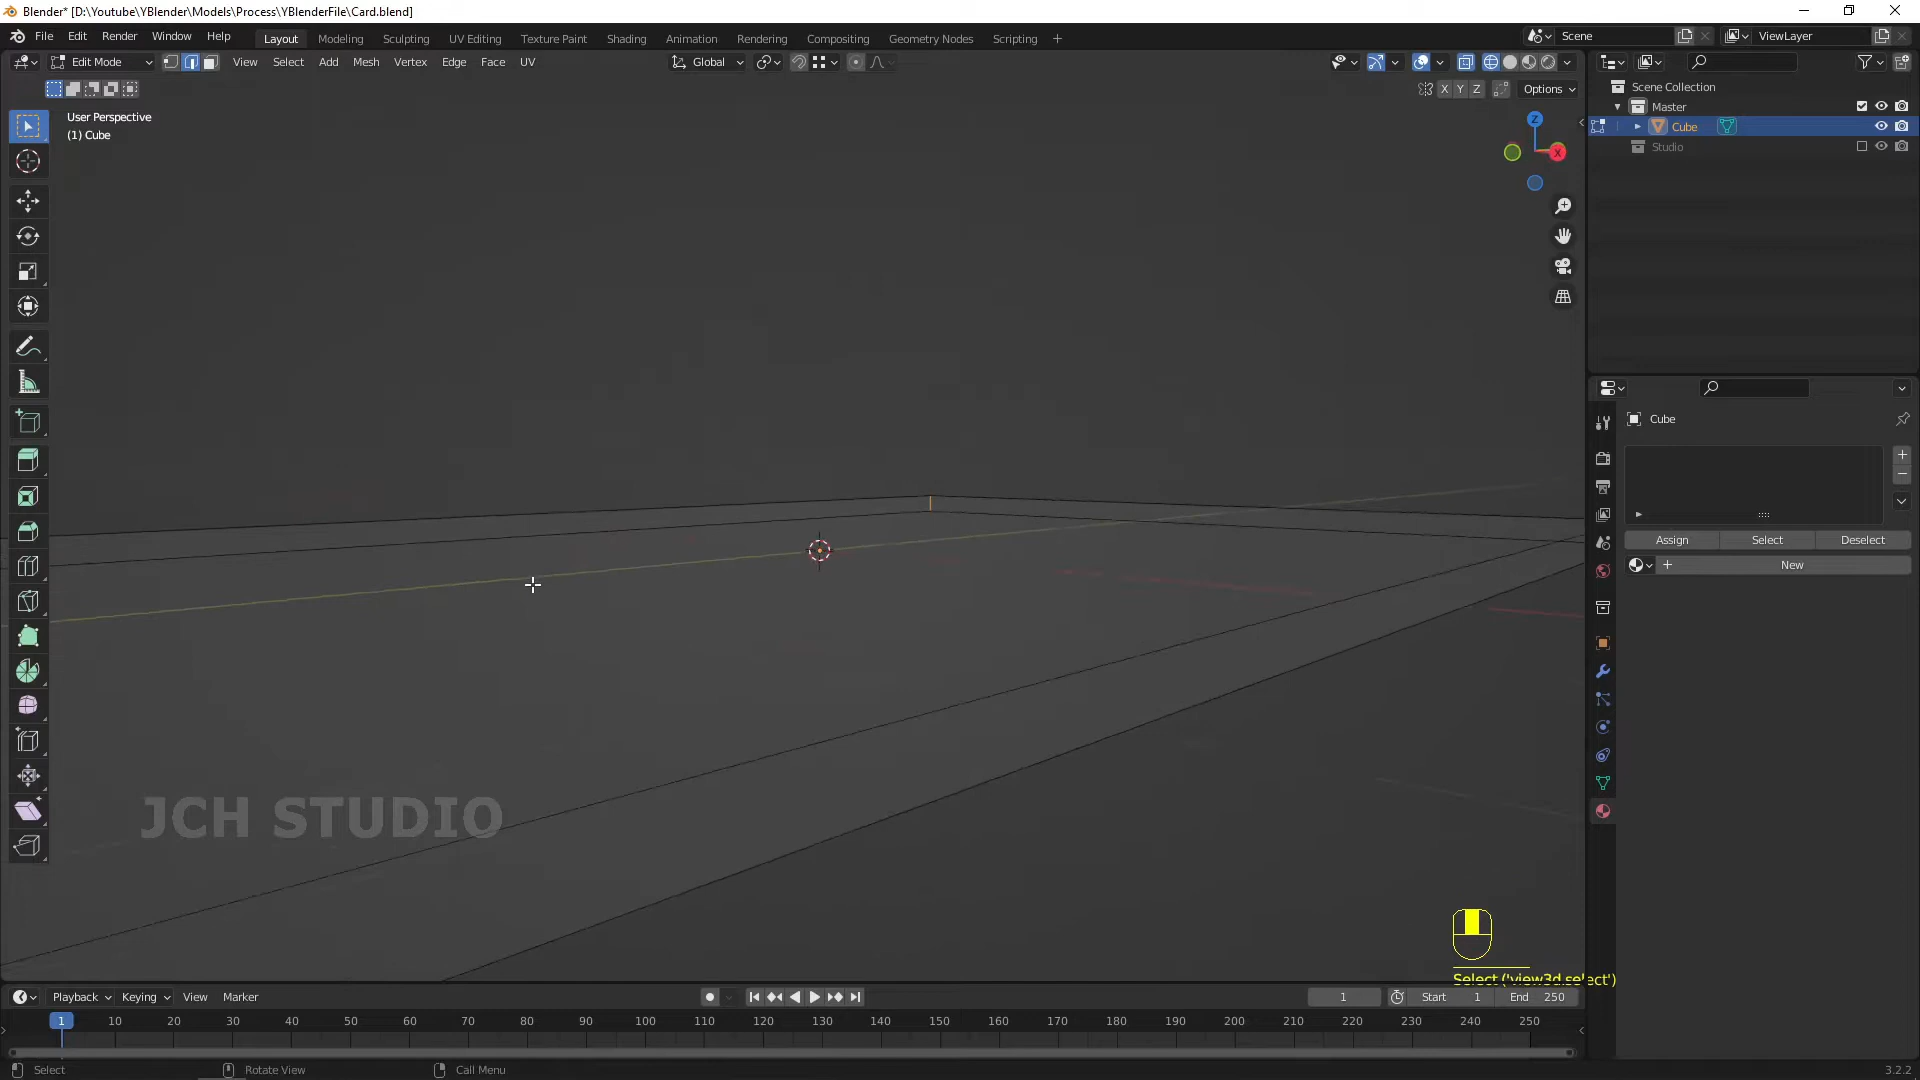 Blender* [D:\Youtube\YBlender\Models\Process\YBlenderFile\Card.blend]
File Edit Render Window Help Layout Modeling Sculpting UV Editing Texture Paint Shading Animation Rendering Compositing Geometry Nodes Scripting + Scene ViewLayer
Edit Mode View Select Add Mesh Vertex Edge Face UV Global
X Y Z Options
Scene Collection
Master
Cube
Studio
User Perspective
(1) Cube
Z
X
Cube
Assign Select Deselect
New
JCH STUDIO
Select ('view3d.select')
Playback Keying View Marker 1 Start 1 End 250
1 10 20 30 40 50 60 70 80 90 100 110 120 130 140 150 160 170 180 190 200 210 220 230 240 250
Select Rotate View Call Menu 3.2.2